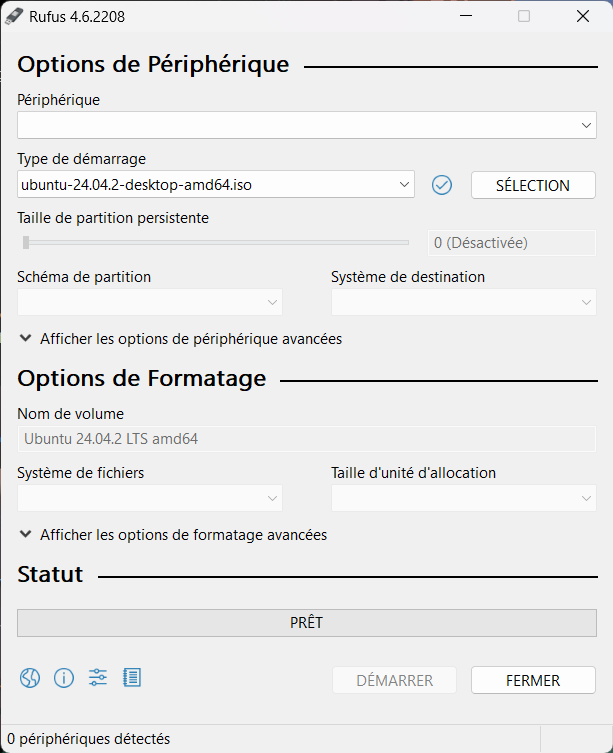 Rufus 4.6.2208
Options de Périphérique
Périphérique
Type de démarrage
ubuntu-24.04.2-desktop-amd64.iso
SÉLECTION
Taille de partition persistente
0 (Désactivée)
Schéma de partition
Système de destination
Afficher les options de périphérique avancées
Options de Formatage
Nom de volume
Ubuntu 24.04.2 LTS amd64
Système de fichiers
Taille d'unité d'allocation
Afficher les options de formatage avancées
Statut
PRÊT
DÉMARRER
FERMER
0 périphériques détectés